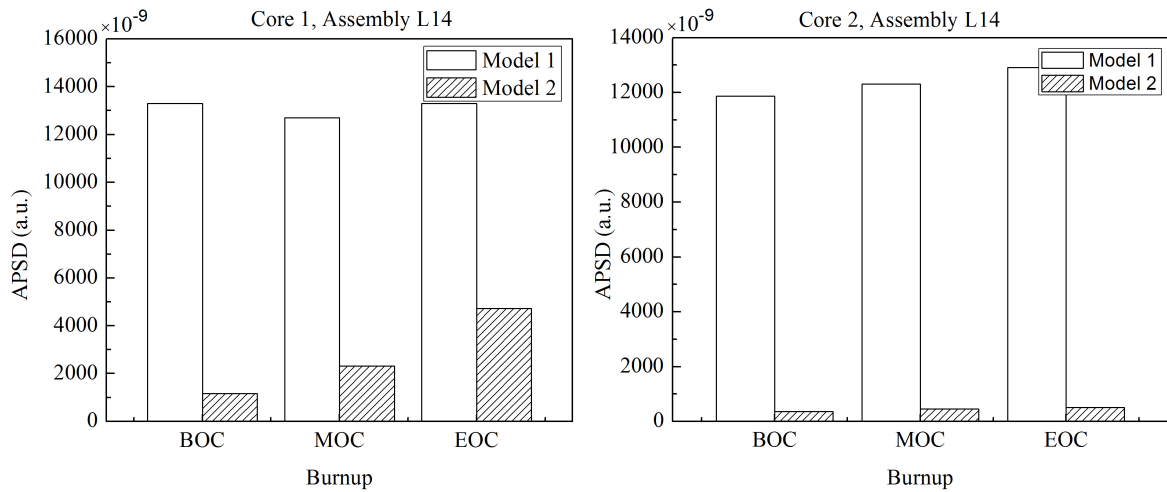 ×10⁻⁹
Core 1, Assembly L14
16000
14000
12000
10000
8000
6000
4000
2000
0
APSD (a.u.)
Model 1
Model 2
BOC
MOC
EOC
Burnup
×10⁻⁹
Core 2, Assembly L14
14000
12000
10000
8000
6000
4000
2000
0
APSD (a.u.)
Model 1
Model 2
BOC
MOC
EOC
Burnup